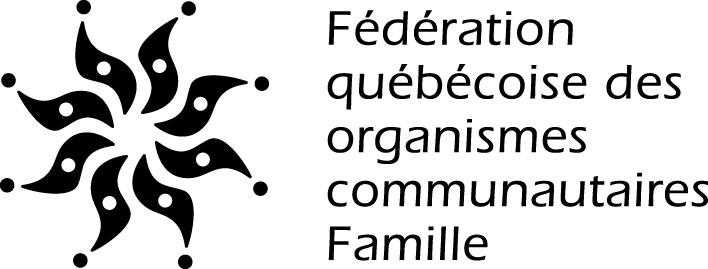 Fédération
québécoise des
organismes
communautaires
Famille